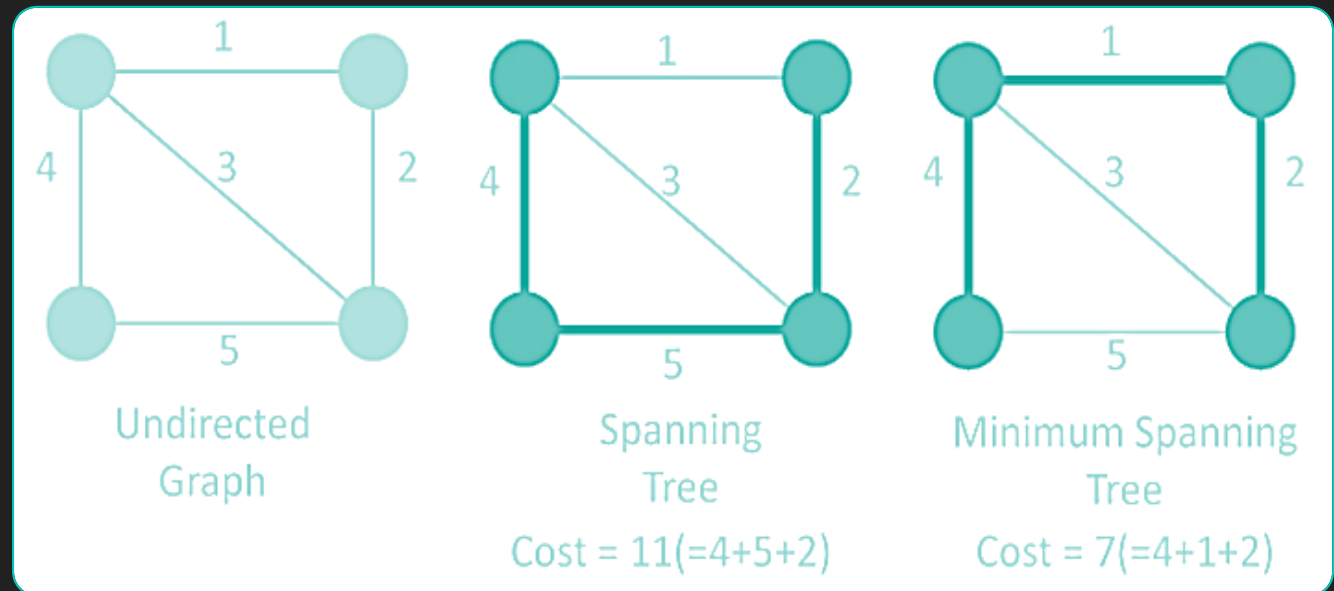 1
4
3
2
5
Undirected
Graph
1
4
3
2
5
Spanning
Tree
Cost = 11(=4+5+2)
1
4
3
2
5
Minimum Spanning
Tree
Cost = 7(=4+1+2)